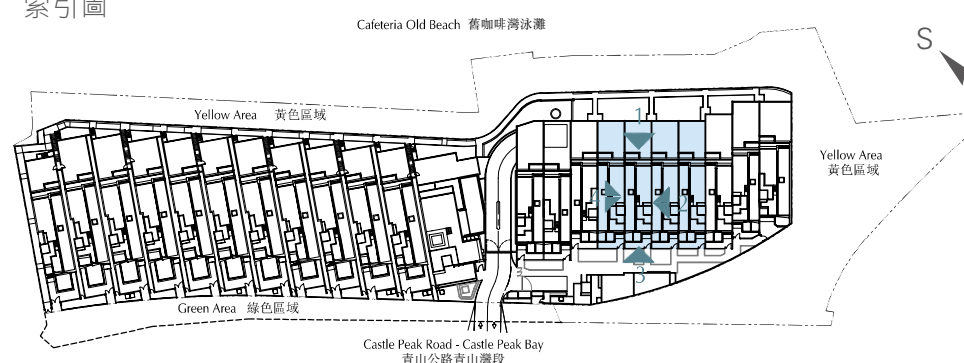 索引圖
Cafeteria Old Beach 舊咖啡灣泳灘
S
Yellow Area 黃色區域
1
Yellow Area
黃色區域
4
2
3
Green Area 綠色區域
Castle Peak Road - Castle Peak Bay
青山公路青山灣段